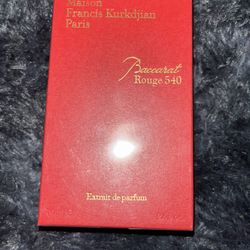 Maison
Francis Kurkdjian
Paris
Baccarat
Rouge 540
Extrait de parfum